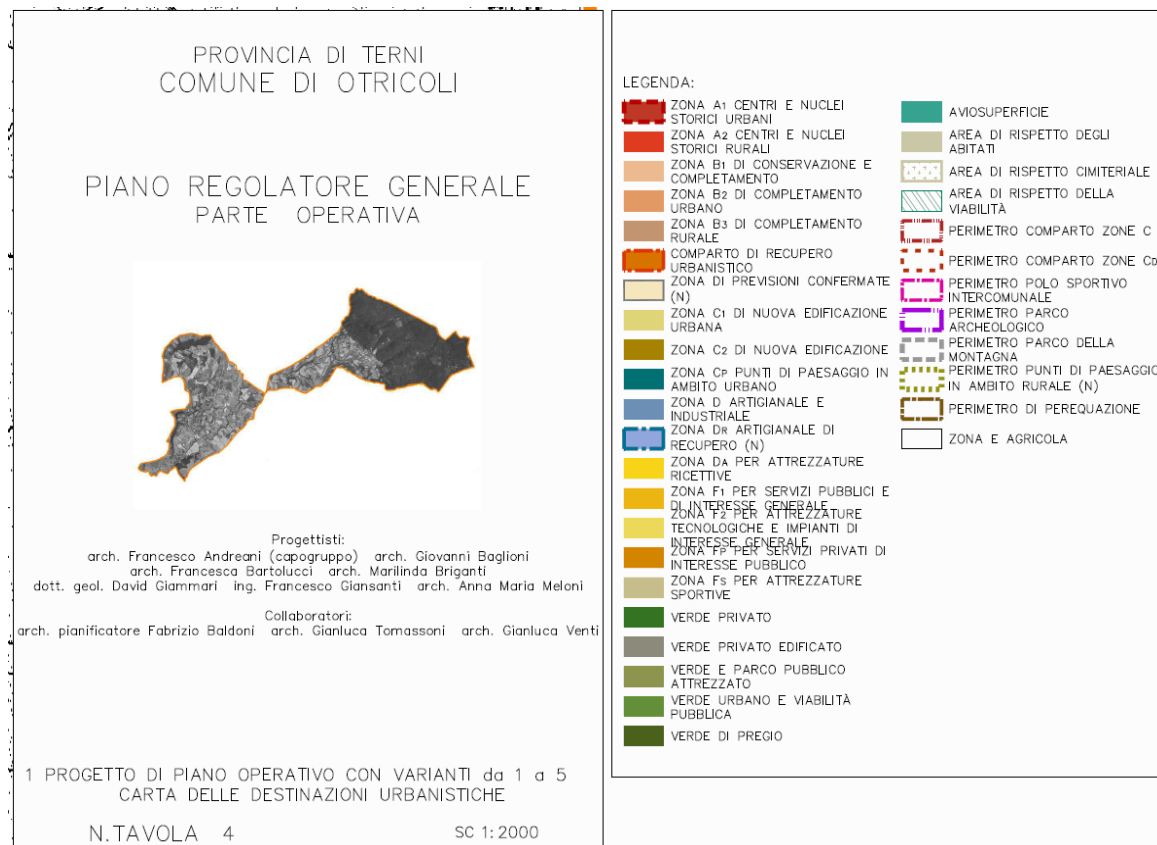 PROVINCIA DI TERNI
COMUNE DI OTRICOLI
PIANO REGOLATORE GENERALE
PARTE OPERATIVA
Progettisti:
arch. Francesco Andreani (capogruppo) arch. Giovanni Baglioni
arch. Francesca Bartolucci arch. Marilinda Briganti
dott. geol. David Giammari ing. Francesco Giansanti arch. Anna Maria Meloni
Collaboratori:
arch. pianificatore Fabrizio Baldoni arch. Gianluca Tomassoni arch. Gianluca Venti
1 PROGETTO DI PIANO OPERATIVO CON VARIANTI da 1 a 5
CARTA DELLE DESTINAZIONI URBANISTICHE
N.TAVOLA 4 SC 1:2000
LEGENDA:
ZONA A1 CENTRI E NUCLEI
STORICI URBANI
ZONA A2 CENTRI E NUCLEI
STORICI RURALI
ZONA B1 DI CONSERVAZIONE E
COMPLETAMENTO
ZONA B2 DI COMPLETAMENTO
URBANO
ZONA B3 DI COMPLETAMENTO
RURALE
COMPARTO DI RECUPERO
URBANISTICO
ZONA DI PREVISIONI CONFERMATE
(N)
ZONA C1 DI NUOVA EDIFICAZIONE
URBANA
ZONA C2 DI NUOVA EDIFICAZIONE
ZONA CP PUNTI DI PAESAGGIO IN
AMBITO URBANO
ZONA D ARTIGIANALE E
INDUSTRIALE
ZONA DR ARTIGIANALE DI
RECUPERO (N)
ZONA DA PER ATTREZZATURE
RICETTIVE
ZONA F1 PER SERVIZI PUBBLICI E
DI INTERESSE GENERALE
ZONA F2 PER ATTREZZATURE
TECNOLOGICHE E IMPIANTI DI
INTERESSE GENERALE
ZONA FP PER SERVIZI PRIVATI DI
INTERESSE PUBBLICO
ZONA FS PER ATTREZZATURE
SPORTIVE
VERDE PRIVATO
VERDE PRIVATO EDIFICATO
VERDE E PARCO PUBBLICO
ATTREZZATO
VERDE URBANO E VIABILITÀ
PUBBLICA
VERDE DI PREGIO
AVIOSUPERFICIE
AREA DI RISPETTO DEGLI
ABITATI
AREA DI RISPETTO CIMITERIALE
AREA DI RISPETTO DELLA
VIABILITÀ
PERIMETRO COMPARTO ZONE C
PERIMETRO COMPARTO ZONE CD
PERIMETRO POLO SPORTIVO
INTERCOMUNALE
PERIMETRO PARCO
ARCHEOLOGICO
PERIMETRO PARCO DELLA
MONTAGNA
PERIMETRO PUNTI DI PAESAGGIO
IN AMBITO RURALE (N)
PERIMETRO DI PEREQUAZIONE
ZONA E AGRICOLA